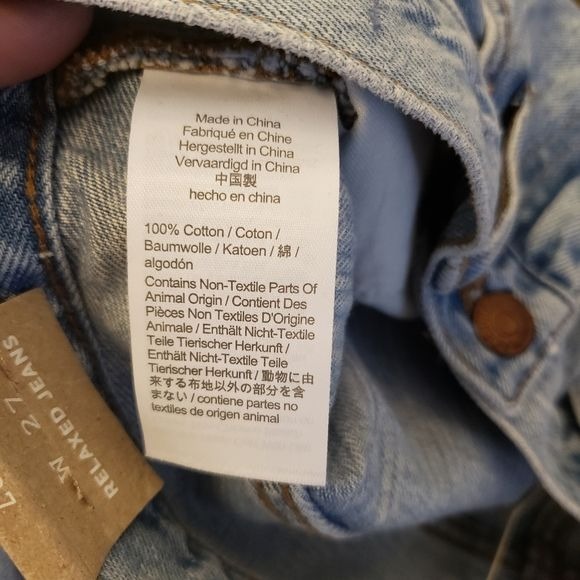 Made in China
Fabriqué en Chine
Hergestellt in China
Vervaardigd in China
中国製
hecho en china
100% Cotton / Coton /
Baumwolle / Katoen / 綿 /
algodón
Contains Non-Textile Parts Of
Animal Origin / Contient Des
Pièces Non Textiles D'Origine
Animale / Enthält Nicht-Textile
Teile Tierischer Herkunft /
Enthält Nicht-Textile Teile
Tierischer Herkunft / 動物に由
来する布地以外の部分を含
まない / contiene partes no
textiles de origen animal
W 27
RELAXED JEANS